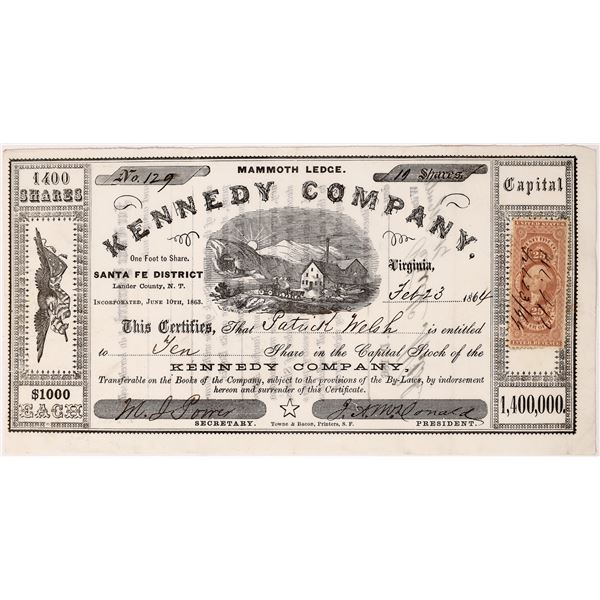 1400
SHARES
No. 129
MAMMOTH LEDGE.
10 Shares
Capital
KENNEDY COMPANY,
One Foot to Share.
SANTA FE DISTRICT
Lander County, N. T.
INCORPORATED, JUNE 10TH, 1863.
Virginia,
Feb 23 1864
This Certifies, That Patrick Welsh is entitled
to Ten Share in the Capital Stock of the
KENNEDY COMPANY,
Transferable on the Books of the Company, subject to the provisions of the By-Laws, by indorsement
hereon and surrender of this Certificate.
$1000
EACH
M. J. Power
J. A. McDonald
SECRETARY.
Towne & Bacon, Printers, S. F.
PRESIDENT.
1,400,000.